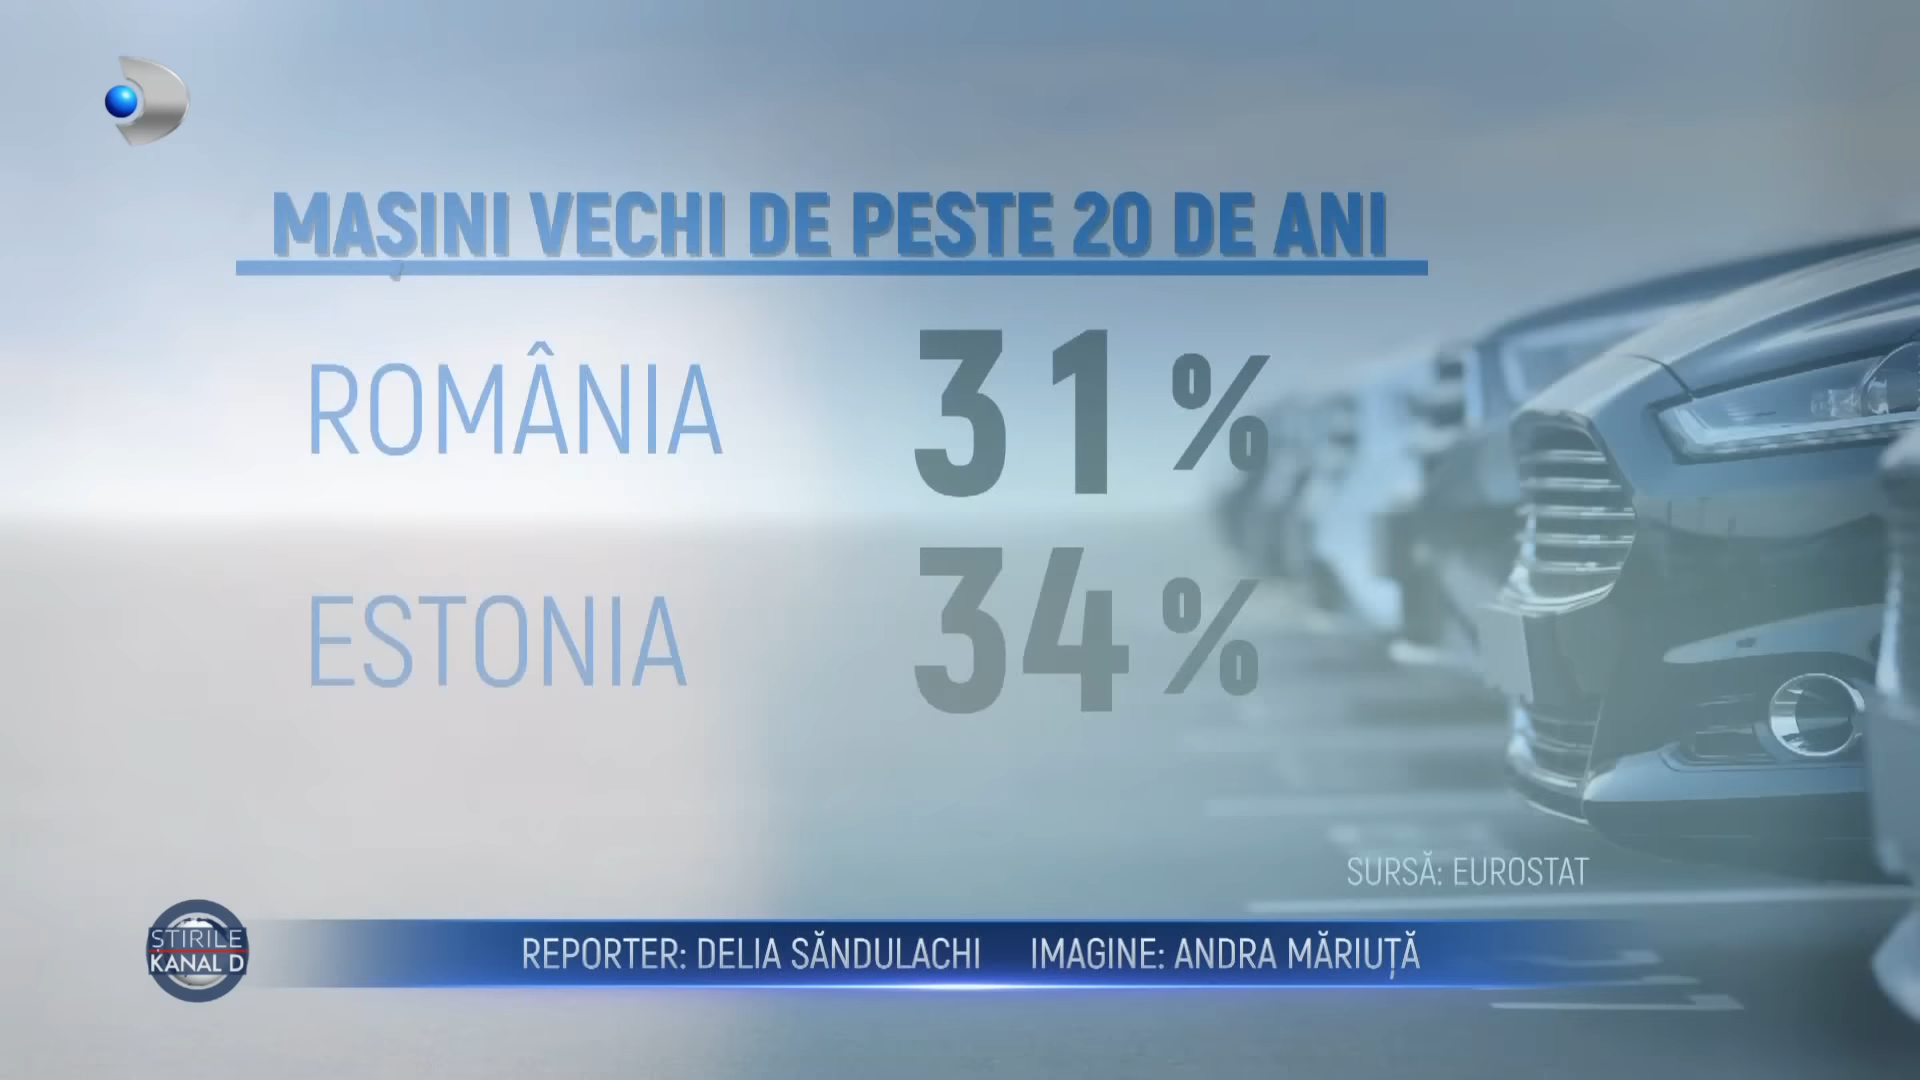 MAȘINI VECHI DE PESTE 20 DE ANI
ROMÂNIA 31%
ESTONIA 34%
SURSĂ: EUROSTAT
ȘTIRILE
KANAL D
REPORTER: DELIA SĂNDULACHI IMAGINE: ANDRA MĂRIUȚĂ